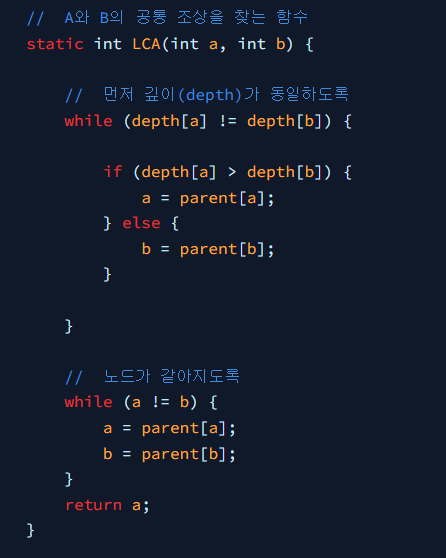 //  A와 B의 공통 조상을 찾는 함수
static int LCA(int a, int b) {
    //  먼저 깊이(depth)가 동일하도록
    while (depth[a] != depth[b]) {
        if (depth[a] > depth[b]) {
            a = parent[a];
        } else {
            b = parent[b];
        }
    }
    //  노드가 같아지도록
    while (a != b) {
        a = parent[a];
        b = parent[b];
    }
    return a;
}